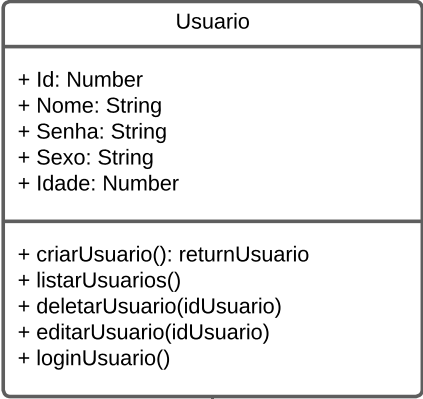 Usuario
+ Id: Number
+ Nome: String
+ Senha: String
+ Sexo: String
+ Idade: Number
+ criarUsuario(): returnUsuario
+ listarUsuarios()
+ deletarUsuario(idUsuario)
+ editarUsuario(idUsuario)
+ loginUsuario()